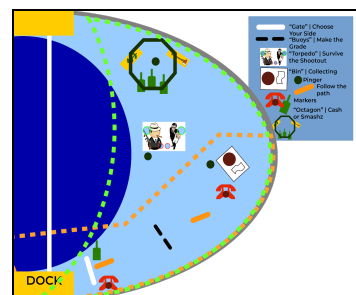 "Gate" | Choose
Your Side
"Buoys" | Make the
Grade
"Torpedo" | Survive
the Shootout
"Bin" | Collecting
Pinger
Follow the
path
Markers
"Octagon" | Cash
or Smash?
DOCK